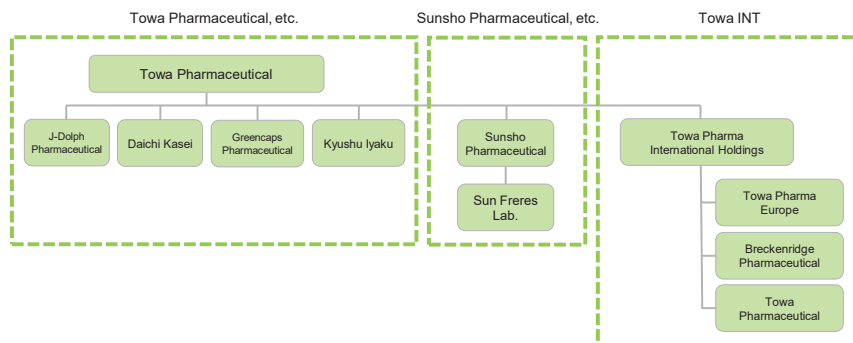 Towa Pharmaceutical, etc.
Sunsho Pharmaceutical, etc.
Towa INT
Towa Pharmaceutical
J-Dolph
Pharmaceutical
Daichi Kasei
Greencaps
Pharmaceutical
Kyushu Iyaku
Sunsho
Pharmaceutical
Towa Pharma
International Holdings
Sun Freres
Lab.
Towa Pharma
Europe
Breckenridge
Pharmaceutical
Towa
Pharmaceutical